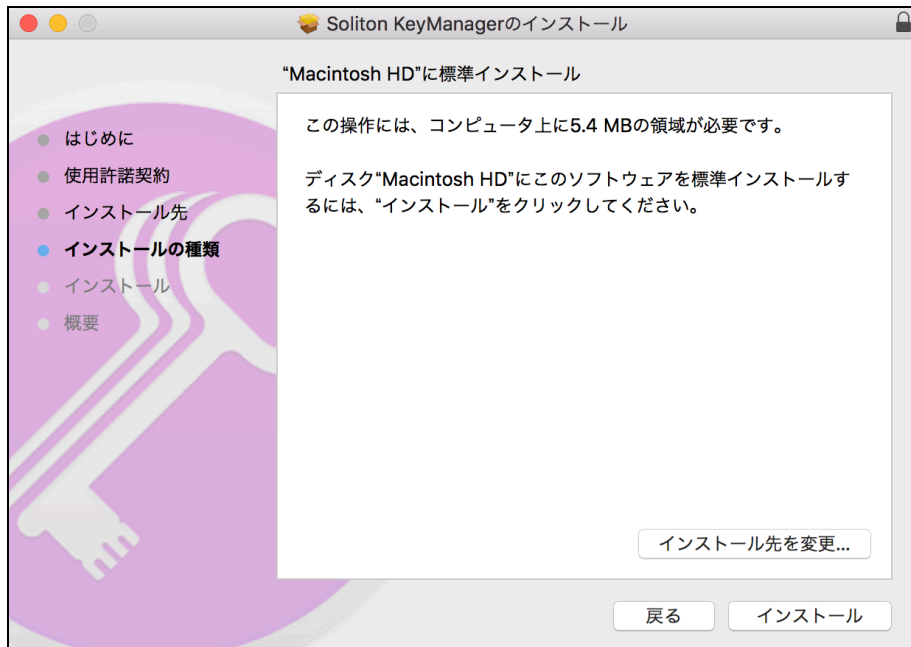 Soliton KeyManagerのインストール
“Macintosh HD”に標準インストール
はじめに
使用許諾契約
インストール先
インストールの種類
インストール
概要
この操作には、コンピュータ上に5.4 MBの領域が必要です。
ディスク“Macintosh HD”にこのソフトウェアを標準インストールす
るには、“インストール”をクリックしてください。
インストール先を変更...
戻る
インストール